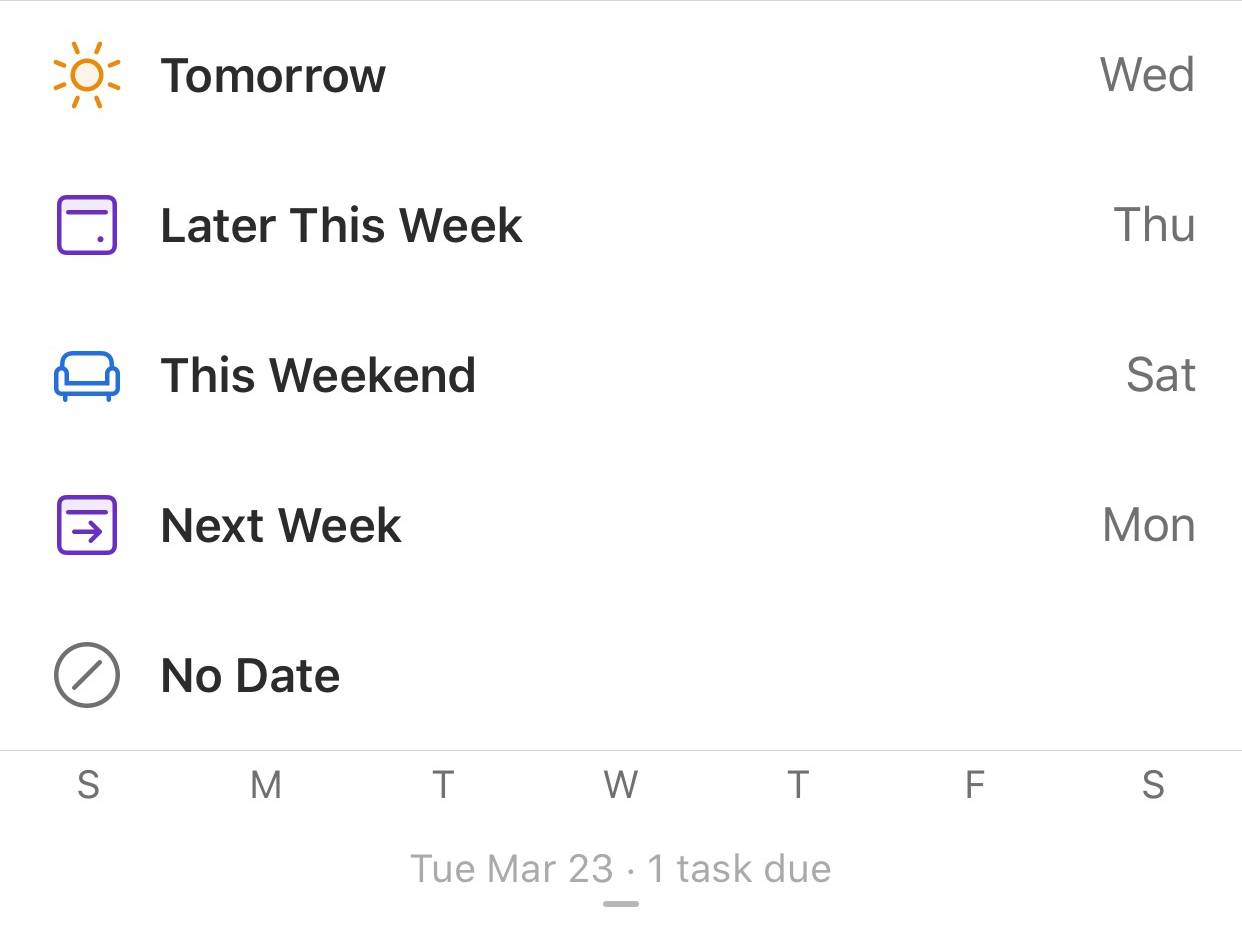 Tomorrow Wed
Later This Week Thu
This Weekend Sat
Next Week Mon
No Date
S M T W T F S
Tue Mar 23 · 1 task due